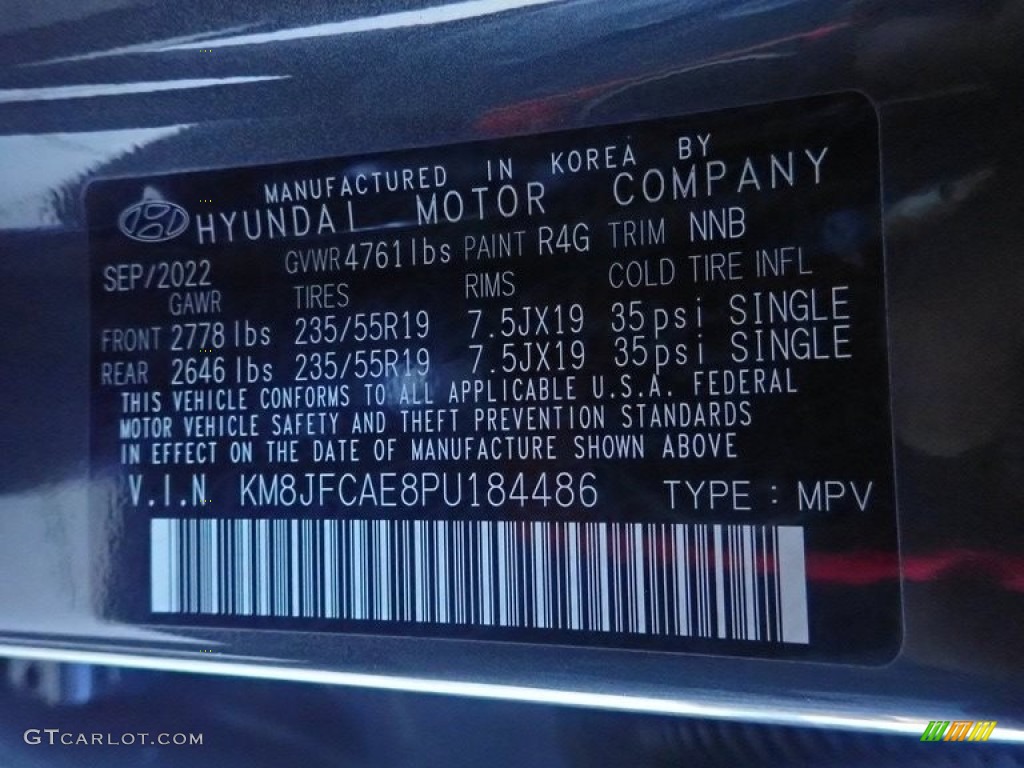 MANUFACTURED IN KOREA BY
HYUNDAI MOTOR COMPANY
SEP/2022 GVWR 4761lbs PAINT R4G TRIM NNB
GAWR TIRES RIMS COLD TIRE INFL
FRONT 2778 lbs 235/55R19 7.5JX19 35psi SINGLE
REAR 2646 lbs 235/55R19 7.5JX19 35psi SINGLE
THIS VEHICLE CONFORMS TO ALL APPLICABLE U.S.A. FEDERAL
MOTOR VEHICLE SAFETY AND THEFT PREVENTION STANDARDS
IN EFFECT ON THE DATE OF MANUFACTURE SHOWN ABOVE
V.I.N KM8JFCAE8PU184486 TYPE : MPV
GTCARLOT.COM